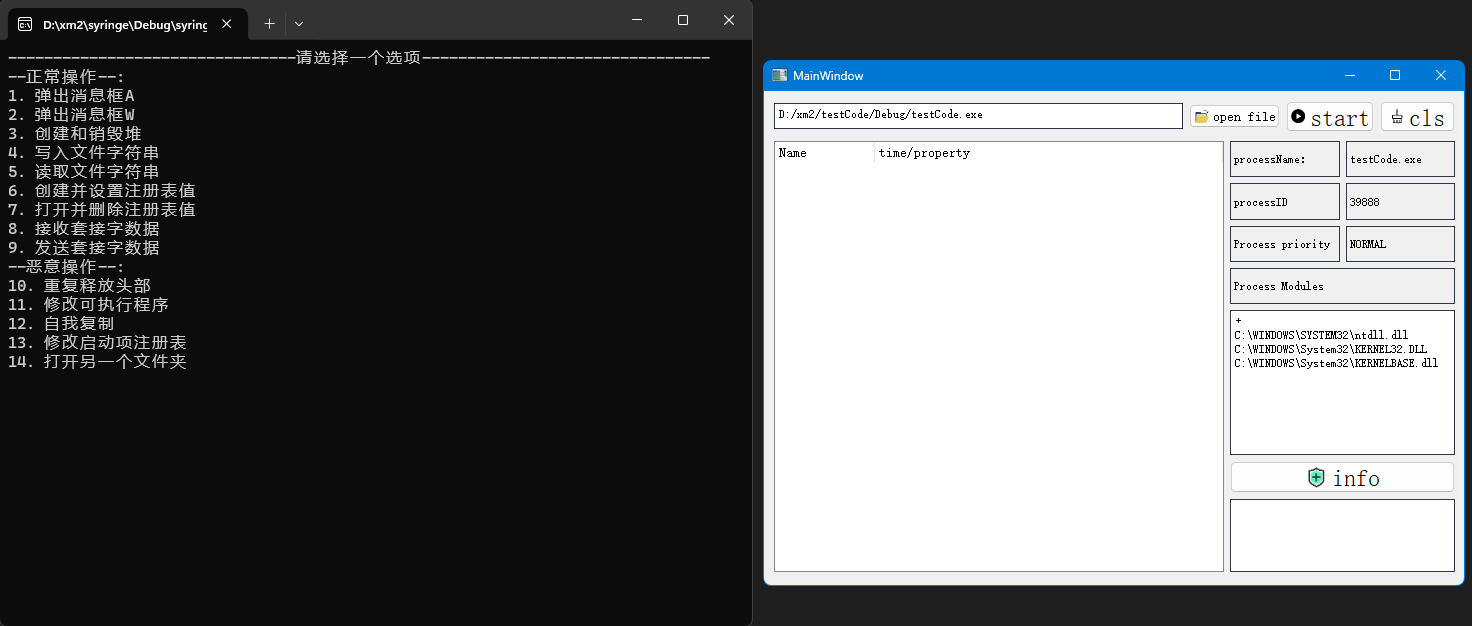 D:\xm2\syringe\Debug\syring
--------------------------------请选择一个选项--------------------------------
--正常操作--:
1. 弹出消息框A
2. 弹出消息框W
3. 创建和销毁堆
4. 写入文件字符串
5. 读取文件字符串
6. 创建并设置注册表值
7. 打开并删除注册表值
8. 接收套接字数据
9. 发送套接字数据
--恶意操作--:
10. 重复释放头部
11. 修改可执行程序
12. 自我复制
13. 修改启动项注册表
14. 打开另一个文件夹
MainWindow
D:/xm2/testCode/Debug/testCode.exe
open file
start
cls
Name time/property
processName: testCode.exe
processID 39888
Process priority NORMAL
Process Modules
+
C:\WINDOWS\SYSTEM32\ntdll.dll
C:\WINDOWS\System32\KERNEL32.DLL
C:\WINDOWS\System32\KERNELBASE.dll
info